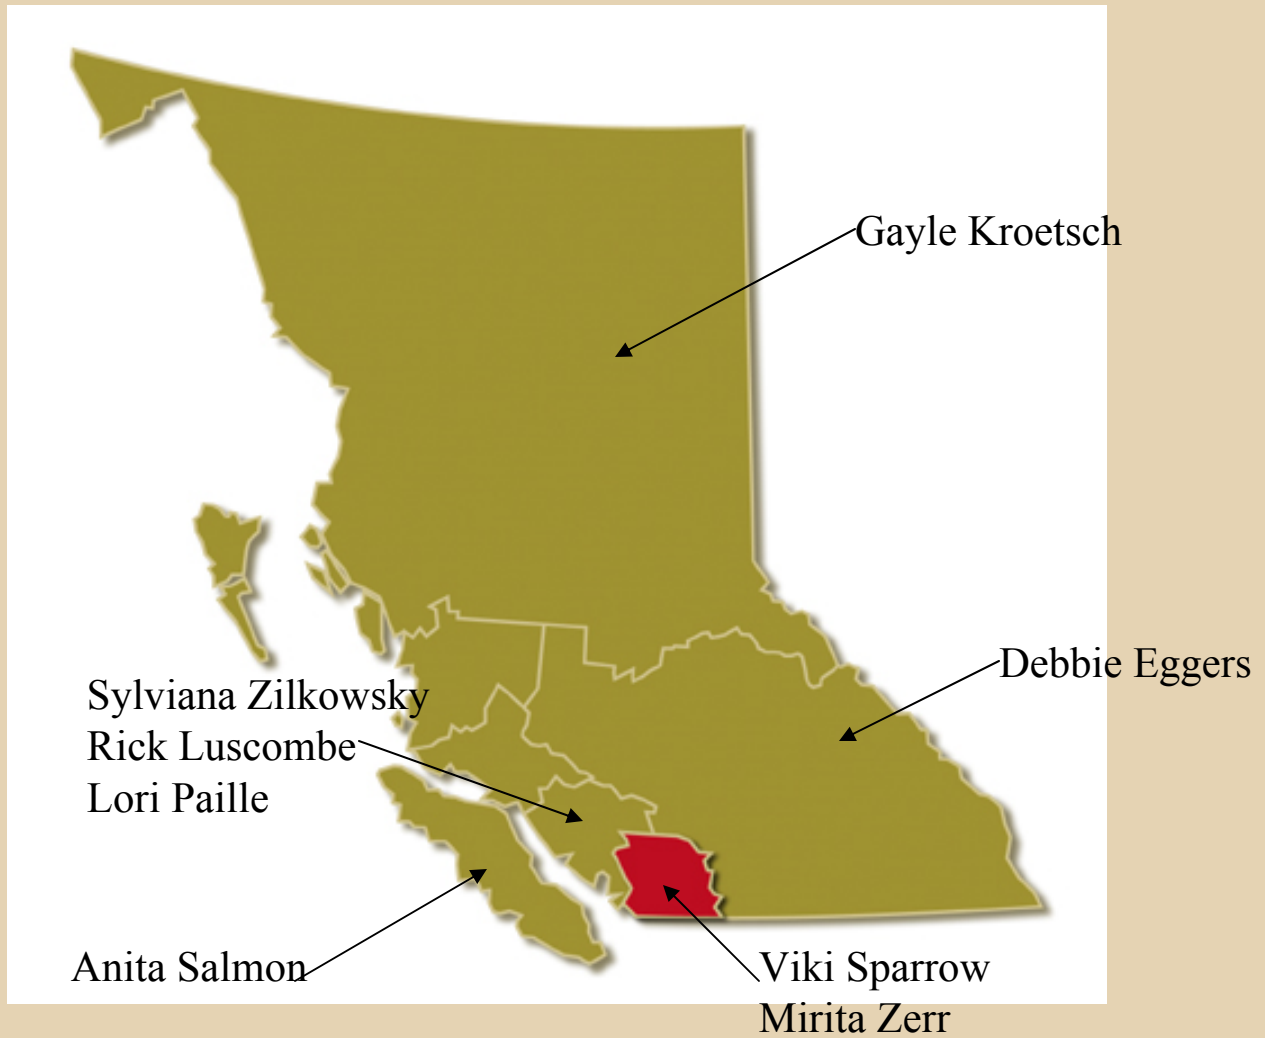 Gayle Kroetsch
Debbie Eggers
Sylviana Zilkowsky
Rick Luscombe
Lori Paille
Anita Salmon
Viki Sparrow
Mirita Zerr